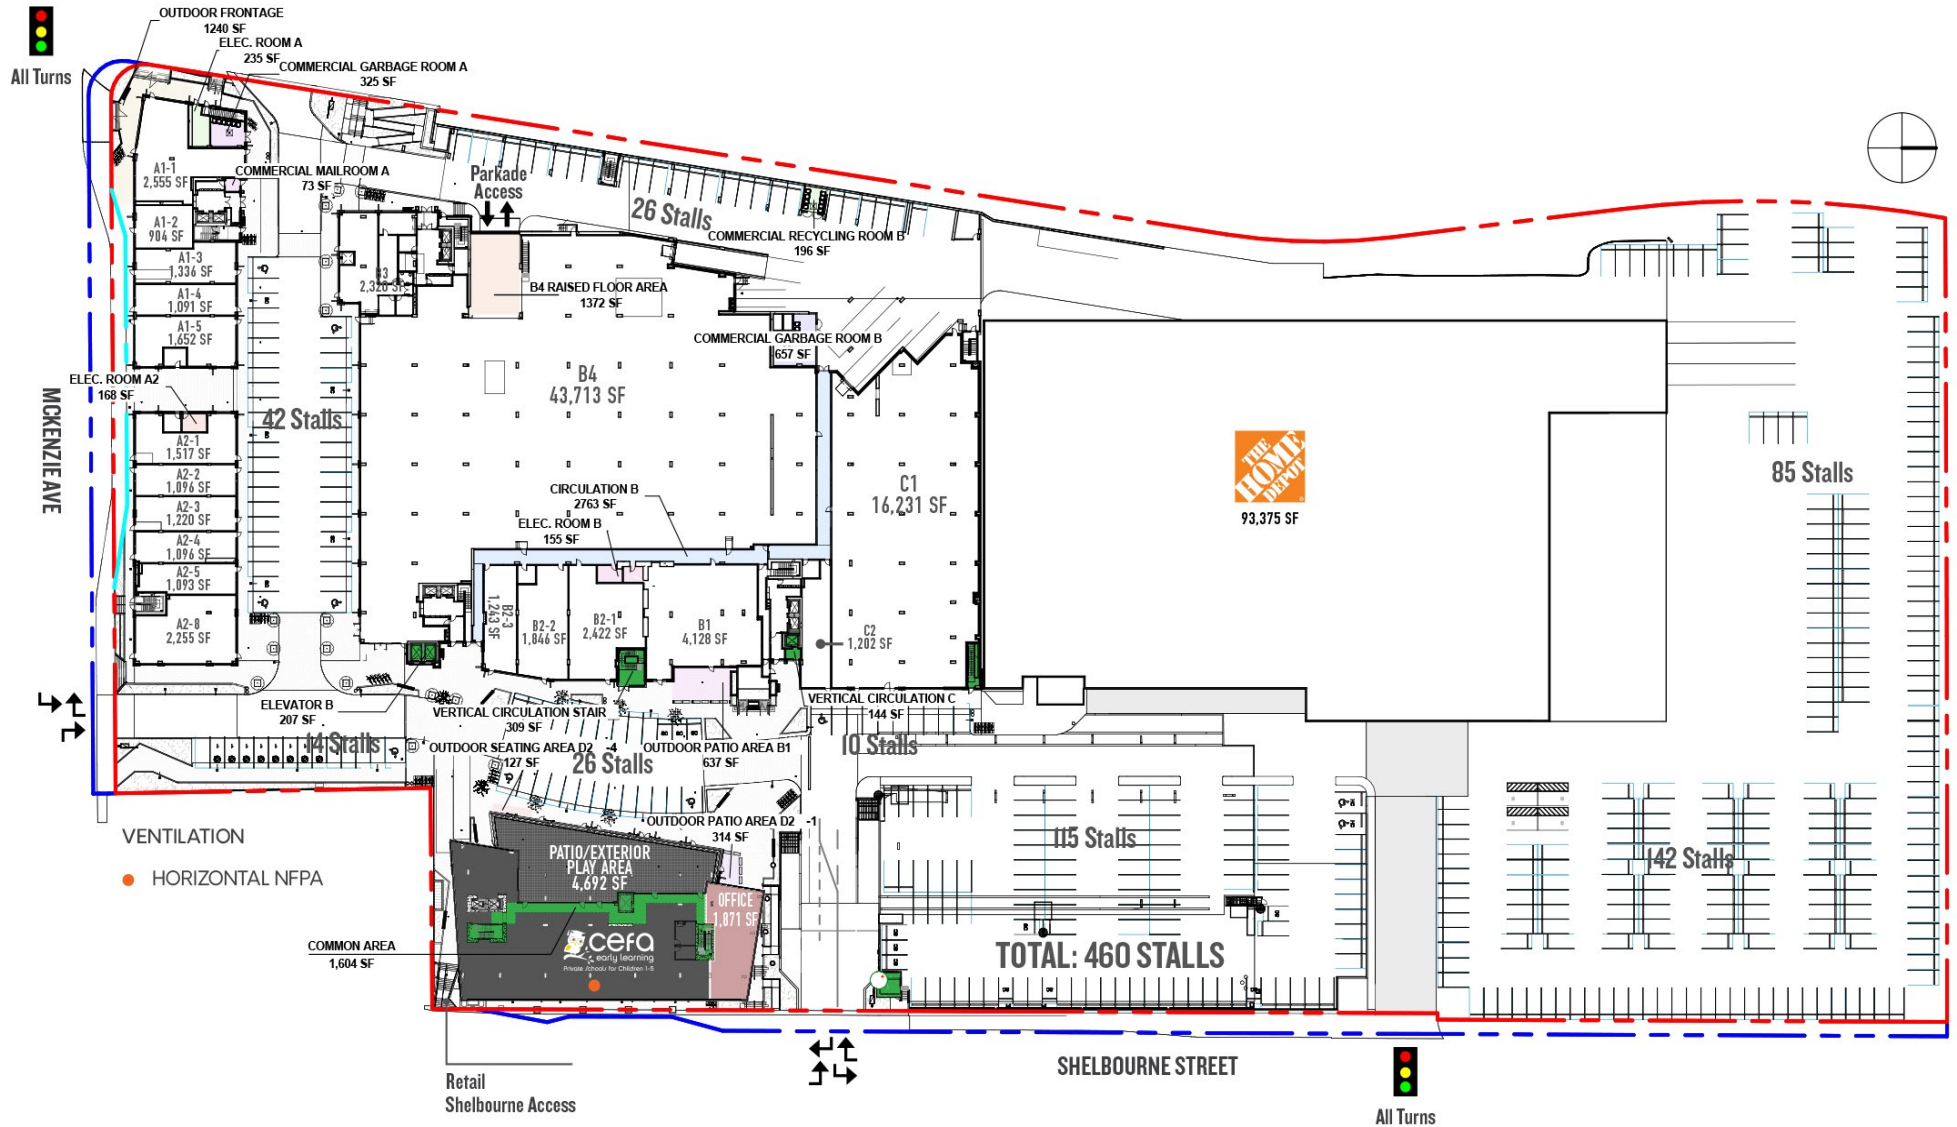 OUTDOOR FRONTAGE
1240 SF
ELEC. ROOM A
235 SF
COMMERCIAL GARBAGE ROOM A
325 SF
All Turns
A1-1
2,555 SF
COMMERCIAL MAILROOM A
73 SF
Parkade
Access
26 Stalls
A1-2
904 SF
COMMERCIAL RECYCLING ROOM B
196 SF
A1-3
1,336 SF
2,328 SF
B4 RAISED FLOOR AREA
1372 SF
A1-4
1,091 SF
A1-5
1,652 SF
COMMERCIAL GARBAGE ROOM B
657 SF
ELEC. ROOM A2
168 SF
B4
43,713 SF
MCKENZIE AVE
42 Stalls
A2-1
1,517 SF
THE
HOME
DEPOT
93,375 SF
85 Stalls
A2-2
1,096 SF
C1
16,231 SF
CIRCULATION B
2763 SF
A2-3
1,220 SF
ELEC. ROOM B
155 SF
A2-4
1,096 SF
A2-5
1,093 SF
B2-3
1,243 SF
B2-2
1,846 SF
B2-1
2,422 SF
B1
4,128 SF
A2-8
2,255 SF
C2
1,202 SF
ELEVATOR B
207 SF
VERTICAL CIRCULATION STAIR
309 SF
VERTICAL CIRCULATION C
144 SF
14 Stalls
OUTDOOR SEATING AREA D2 -4
127 SF
26 Stalls
OUTDOOR PATIO AREA B1
637 SF
10 Stalls
OUTDOOR PATIO AREA D2 -1
314 SF
115 Stalls
142 Stalls
VENTILATION
HORIZONTAL NFPA
PATIO/EXTERIOR
PLAY AREA
4,692 SF
OFFICE
1,871 SF
COMMON AREA
1,604 SF
cefa
early learning
Private Schools for Children 1-5
TOTAL: 460 STALLS
Retail
Shelbourne Access
SHELBOURNE STREET
All Turns